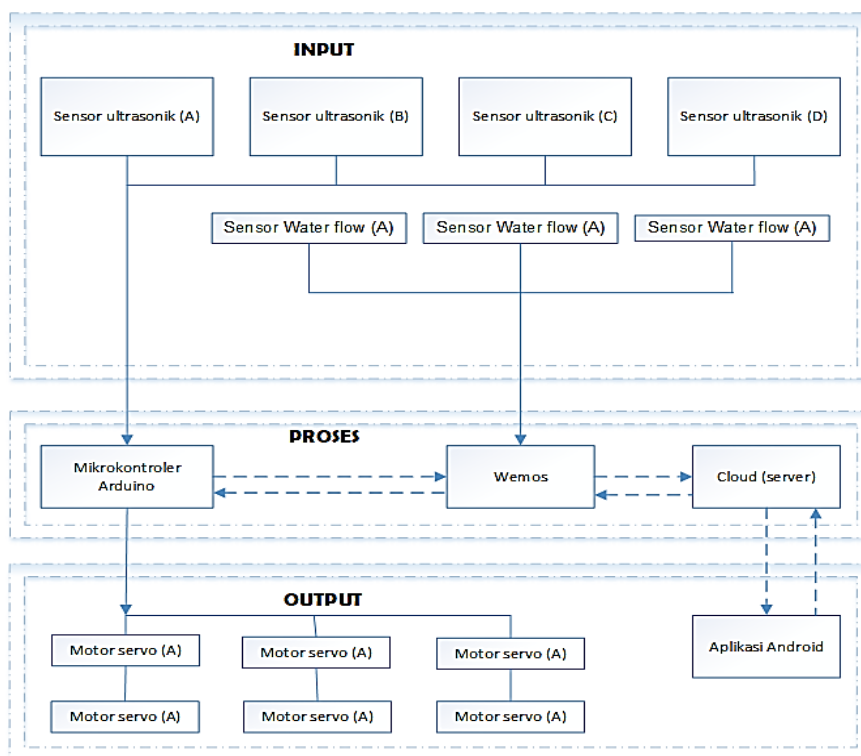 INPUT
Sensor ultrasonik (A)
Sensor ultrasonik (B)
Sensor ultrasonik (C)
Sensor ultrasonik (D)
Sensor Water flow (A)
Sensor Water flow (A)
Sensor Water flow (A)
PROSES
Mikrokontroler
Arduino
Wemos
Cloud (server)
OUTPUT
Motor servo (A)
Motor servo (A)
Motor servo (A)
Aplikasi Android
Motor servo (A)
Motor servo (A)
Motor servo (A)